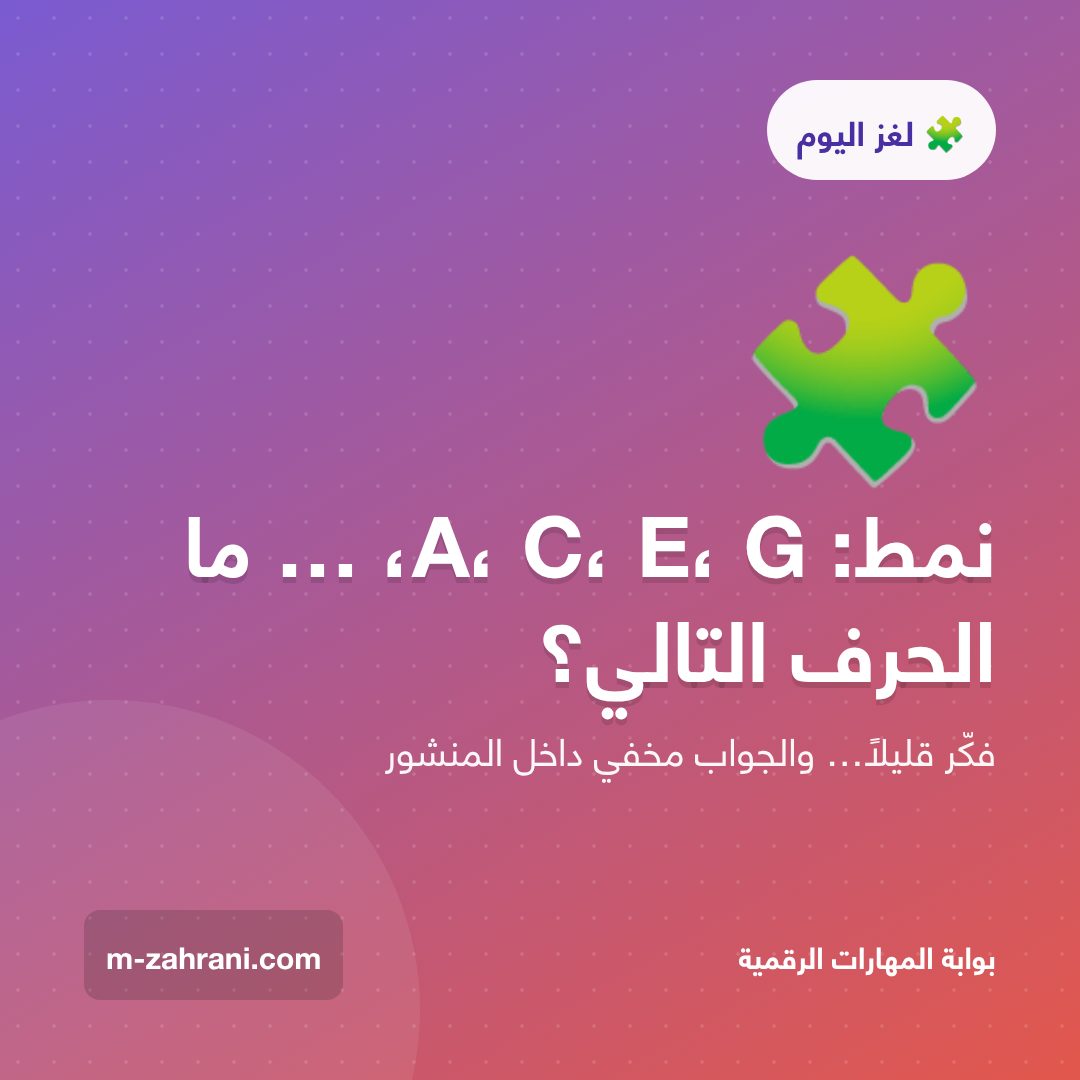 🧩 لغز اليوم
نمط: A، C، E، G، ... ما
الحرف التالي؟
فكّر قليلاً... والجواب مخفي داخل المنشور
بوابة المهارات الرقمية
m-zahrani.com